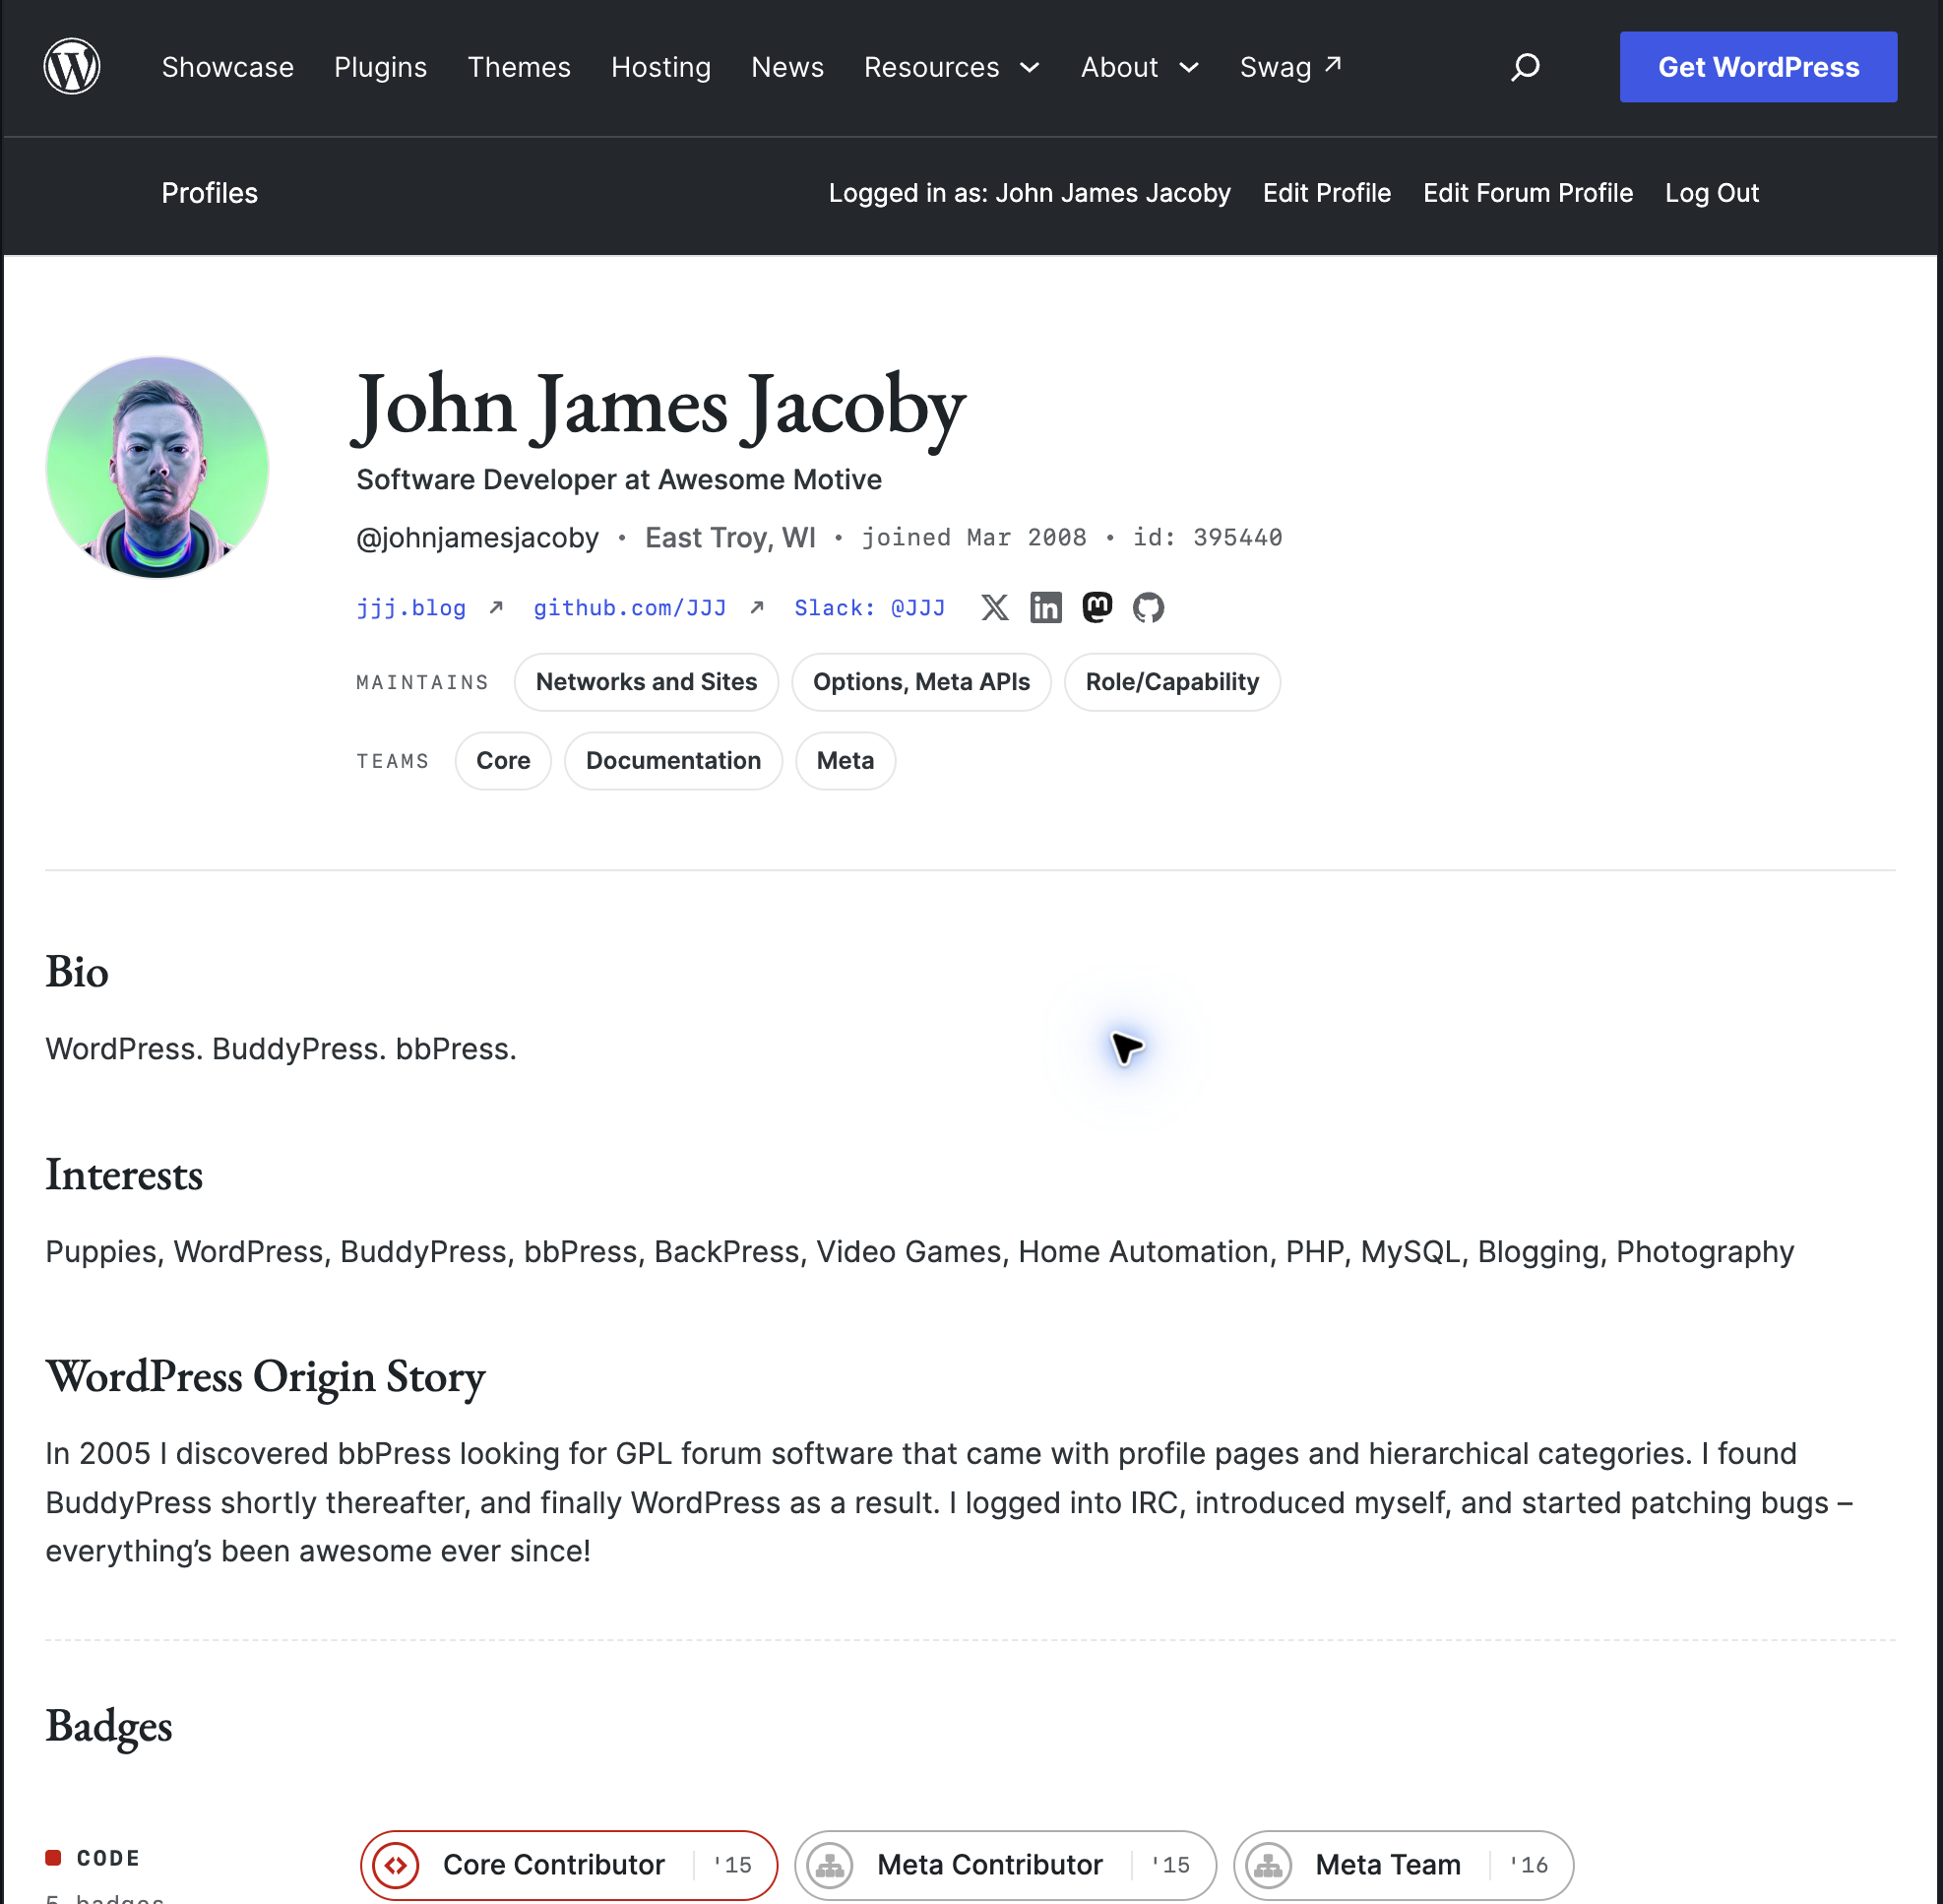 Showcase Plugins Themes Hosting News Resources About Swag ↗ Get WordPress
Profiles Logged in as: John James Jacoby Edit Profile Edit Forum Profile Log Out
John James Jacoby
Software Developer at Awesome Motive
@johnjamesjacoby • East Troy, WI • joined Mar 2008 • id: 395440
jjj.blog ↗ github.com/JJJ ↗ Slack: @JJJ
MAINTAINS Networks and Sites Options, Meta APIs Role/Capability
TEAMS Core Documentation Meta
Bio
WordPress. BuddyPress. bbPress.
Interests
Puppies, WordPress, BuddyPress, bbPress, BackPress, Video Games, Home Automation, PHP, MySQL, Blogging, Photography
WordPress Origin Story
In 2005 I discovered bbPress looking for GPL forum software that came with profile pages and hierarchical categories. I found
BuddyPress shortly thereafter, and finally WordPress as a result. I logged into IRC, introduced myself, and started patching bugs –
everything’s been awesome ever since!
Badges
CODE Core Contributor '15 Meta Contributor '15 Meta Team '16
5 badges